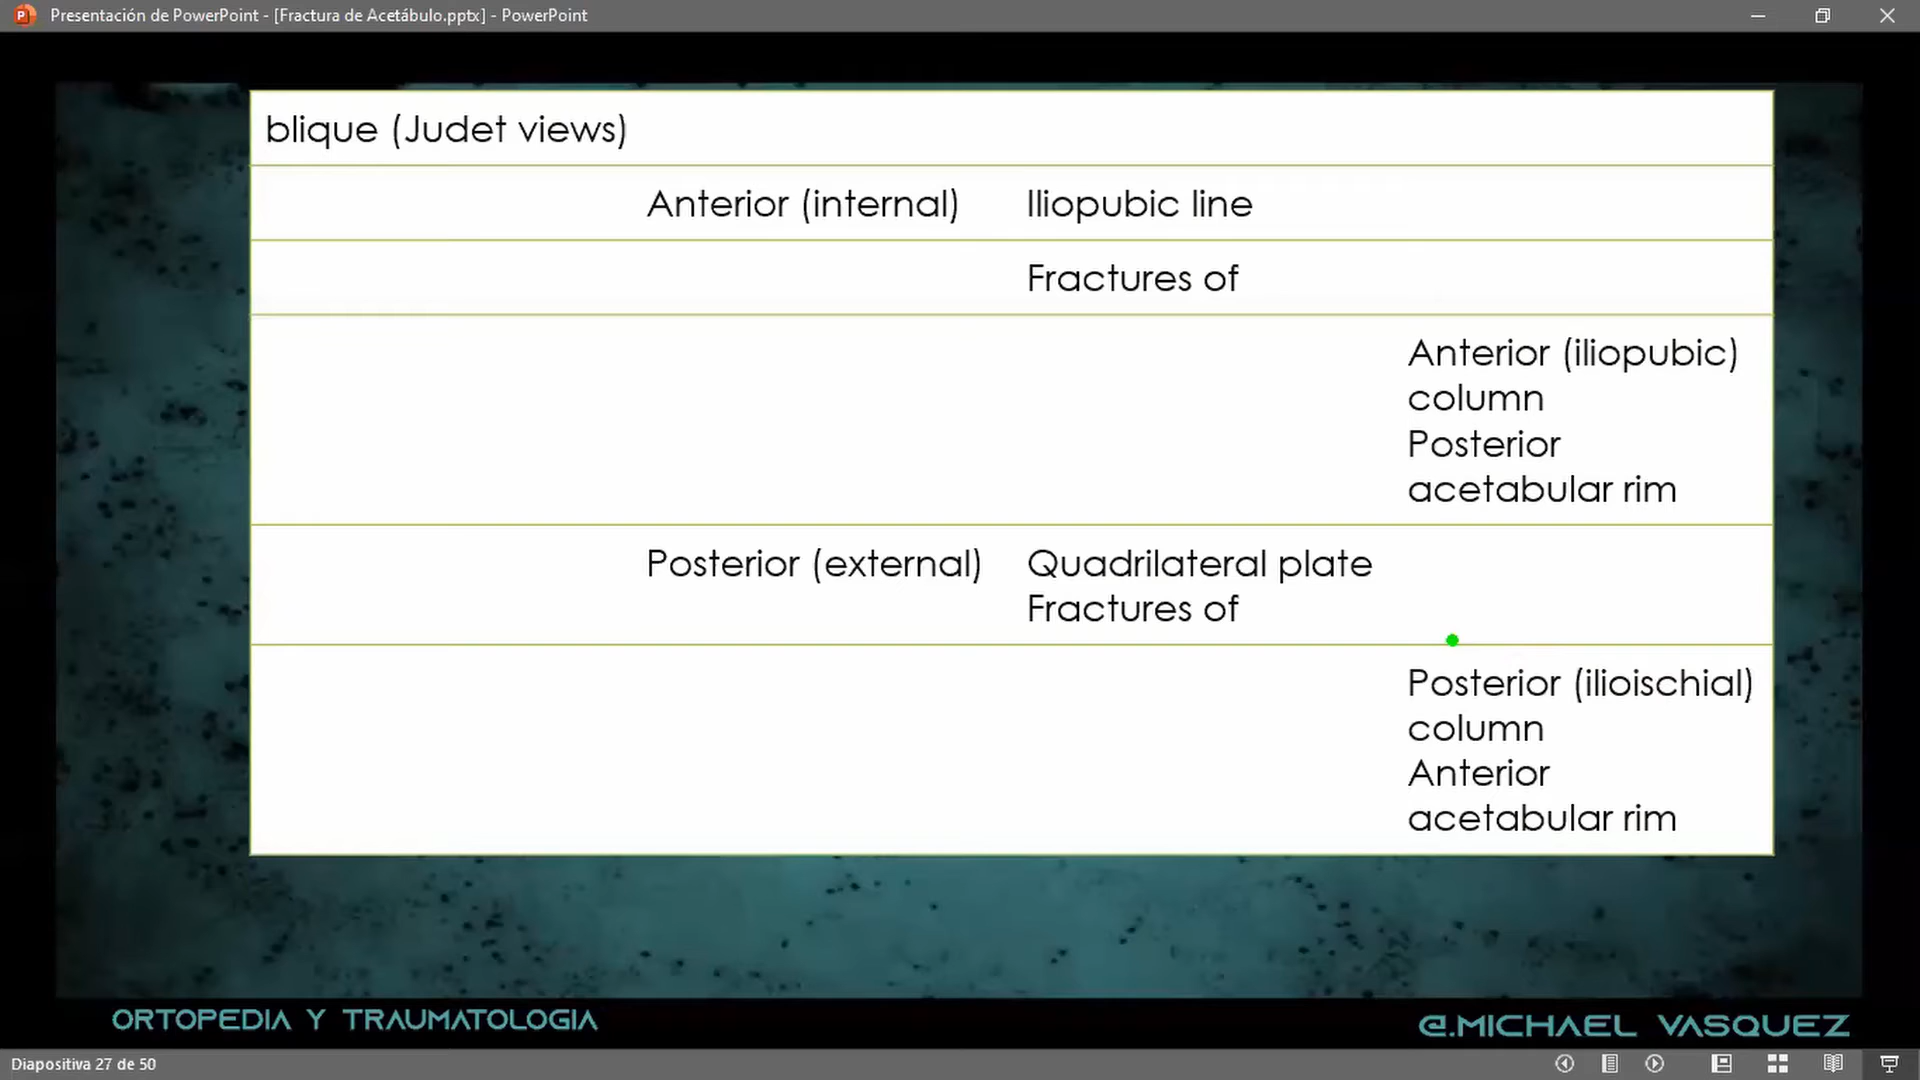 Presentación de PowerPoint - [Fractura de Acetábulo.pptx] - PowerPoint
blique (Judet views)
Anterior (internal) Iliopubic line
Fractures of
Anterior (iliopubic)
column
Posterior
acetabular rim
Posterior (external) Quadrilateral plate
Fractures of
Posterior (ilioischial)
column
Anterior
acetabular rim
ORTOPEDIA Y TRAUMATOLOGIA
@.MICHAEL VASQUEZ
Diapositiva 27 de 50